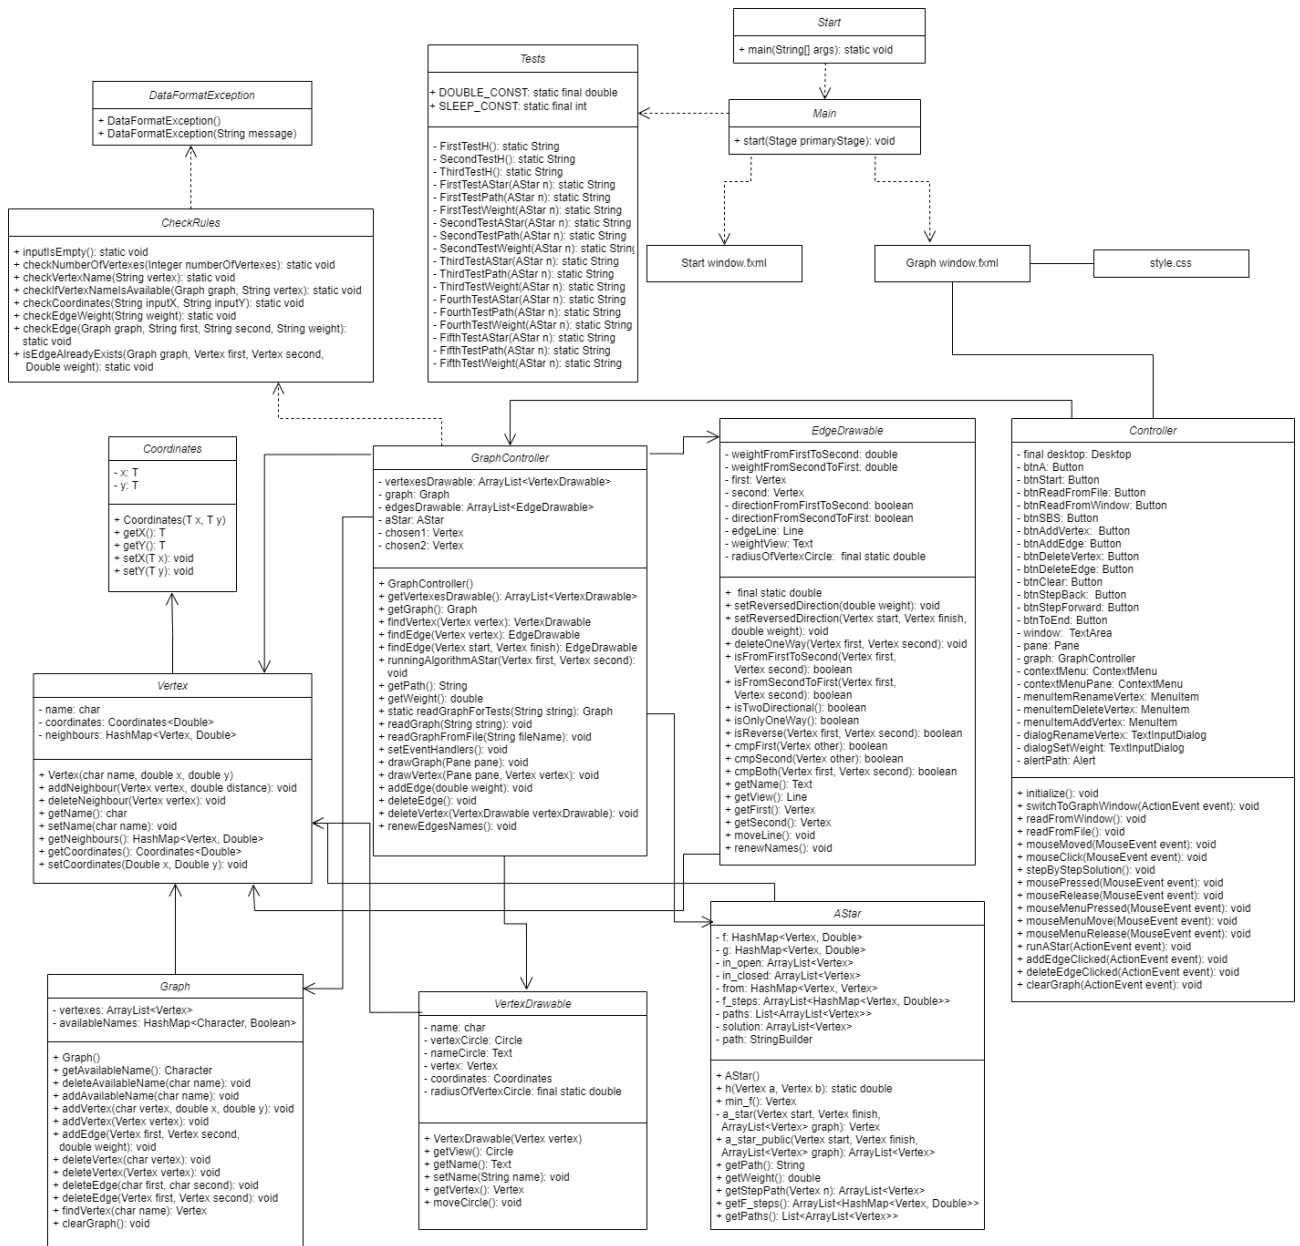 Start
+ main(String[] args): static void
Tests
+ DOUBLE_CONST: static final double
+ SLEEP_CONST: static final int
- FirstTestH(): static String
- SecondTestH(): static String
- ThirdTestH(): static String
- FirstTestAStar(AStar n): static String
- FirstTestPath(AStar n): static String
- FirstTestWeight(AStar n): static String
- SecondTestAStar(AStar n): static String
- SecondTestPath(AStar n): static String
- SecondTestWeight(AStar n): static String
- ThirdTestAStar(AStar n): static String
- ThirdTestPath(AStar n): static String
- ThirdTestWeight(AStar n): static String
- FourthTestAStar(AStar n): static String
- FourthTestPath(AStar n): static String
- FourthTestWeight(AStar n): static String
- FifthTestAStar(AStar n): static String
- FifthTestPath(AStar n): static String
- FifthTestWeight(AStar n): static String
DataFormatException
+ DataFormatException()
+ DataFormatException(String message)
Main
+ start(Stage primaryStage): void
CheckRules
+ inputIsEmpty(): static void
+ checkNumberOfVertexes(Integer numberOfVertexes): static void
+ checkVertexName(String vertex): static void
+ checkIfVertexNameIsAvailable(Graph graph, String vertex): static void
+ checkCoordinates(String inputX, String inputY): static void
+ checkEdgeWeight(String weight): static void
+ checkEdge(Graph graph, String first, String second, String weight):
static void
+ isEdgeAlreadyExists(Graph graph, Vertex first, Vertex second,
Double weight): static void
Start window.fxml
Graph window.fxml
style.css
Coordinates
- x: T
- y: T
+ Coordinates(T x, T y)
+ getX(): T
+ getY(): T
+ setX(T x): void
+ setY(T y): void
GraphController
- vertexesDrawable: ArrayList<VertexDrawable>
- graph: Graph
- edgesDrawable: ArrayList<EdgeDrawable>
- aStar: AStar
- chosen1: Vertex
- chosen2: Vertex
+ GraphController()
+ getVertexesDrawable(): ArrayList<VertexDrawable>
+ getGraph(): Graph
+ findVertex(Vertex vertex): VertexDrawable
+ findEdge(Vertex vertex): EdgeDrawable
+ findEdge(Vertex start, Vertex finish): EdgeDrawable
+ runningAlgorithmAStar(Vertex first, Vertex second):
void
+ getPath(): String
+ getWeight(): double
+ static readGraphForTests(String string): Graph
+ readGraph(String string): void
+ readGraphFromFile(String fileName): void
+ setEventHandlers(): void
+ drawGraph(Pane pane): void
+ drawVertex(Pane pane, Vertex vertex): void
+ addEdge(double weight): void
+ deleteEdge(): void
+ deleteVertex(VertexDrawable vertexDrawable): void
+ renewEdgesNames(): void
EdgeDrawable
- weightFromFirstToSecond: double
- weightFromSecondToFirst: double
- first: Vertex
- second: Vertex
- directionFromFirstToSecond: boolean
- directionFromSecondToFirst: boolean
- edgeLine: Line
- weightView: Text
- radiusOfVertexCircle: final static double
+ final static double
+ setReversedDirection(double weight): void
+ setReversedDirection(Vertex start, Vertex finish,
double weight): void
+ deleteOneWay(Vertex first, Vertex second): void
+ isFromFirstToSecond(Vertex first,
Vertex second): boolean
+ isFromSecondToFirst(Vertex first,
Vertex second): boolean
+ isTwoDirectional(): boolean
+ isOnlyOneWay(): boolean
+ isReverse(Vertex first, Vertex second): boolean
+ cmpFirst(Vertex other): boolean
+ cmpSecond(Vertex other): boolean
+ cmpBoth(Vertex first, Vertex second): boolean
+ getName(): Text
+ getView(): Line
+ getFirst(): Vertex
+ getSecond(): Vertex
+ moveLine(): void
+ renewNames(): void
Controller
- final desktop: Desktop
- btnA: Button
- btnStart: Button
- btnReadFromFile: Button
- btnReadFromWindow: Button
- btnSBS: Button
- btnAddVertex: Button
- btnAddEdge: Button
- btnDeleteVertex: Button
- btnDeleteEdge: Button
- btnClear: Button
- btnStepBack: Button
- btnStepForward: Button
- btnToEnd: Button
- window: TextArea
- pane: Pane
- graph: GraphController
- contextMenu: ContextMenu
- contextMenuPane: ContextMenu
- menuItemRenameVertex: MenuItem
- menuItemDeleteVertex: MenuItem
- menuItemAddVertex: MenuItem
- dialogRenameVertex: TextInputDialog
- dialogSetWeight: TextInputDialog
- alertPath: Alert
+ initialize(): void
+ switchToGraphWindow(ActionEvent event): void
+ readFromWindow(): void
+ readFromFile(): void
+ mouseMoved(MouseEvent event): void
+ mouseClick(MouseEvent event): void
+ stepByStepSolution(): void
+ mousePressed(MouseEvent event): void
+ mouseRelease(MouseEvent event): void
+ mouseMenuPressed(MouseEvent event): void
+ mouseMenuMove(MouseEvent event): void
+ mouseMenuRelease(MouseEvent event): void
+ runAStar(ActionEvent event): void
+ addEdgeClicked(ActionEvent event): void
+ deleteEdgeClicked(ActionEvent event): void
+ clearGraph(ActionEvent event): void
Vertex
- name: char
- coordinates: Coordinates<Double>
- neighbours: HashMap<Vertex, Double>
+ Vertex(char name, double x, double y)
+ addNeighbour(Vertex vertex, double distance): void
+ deleteNeighbour(Vertex vertex): void
+ getName(): char
+ setName(char name): void
+ getNeighbours(): HashMap<Vertex, Double>
+ getCoordinates(): Coordinates<Double>
+ setCoordinates(Double x, Double y): void
Graph
- vertexes: ArrayList<Vertex>
- availableNames: HashMap<Character, Boolean>
+ Graph()
+ getAvailableName(): Character
+ deleteAvailableName(char name): void
+ addAvailableName(char name): void
+ addVertex(char vertex, double x, double y): void
+ addVertex(Vertex vertex): void
+ addEdge(Vertex first, Vertex second,
double weight): void
+ deleteVertex(char vertex): void
+ deleteVertex(Vertex vertex): void
+ deleteEdge(char first, char second): void
+ deleteEdge(Vertex first, Vertex second): void
+ findVertex(char name): Vertex
+ clearGraph(): void
VertexDrawable
- name: char
- vertexCircle: Circle
- nameCircle: Text
- vertex: Vertex
- coordinates: Coordinates
- radiusOfVertexCircle: final static double
+ VertexDrawable(Vertex vertex)
+ getView(): Circle
+ getName(): Text
+ setName(String name): void
+ getVertex(): Vertex
+ moveCircle(): void
AStar
- f: HashMap<Vertex, Double>
- g: HashMap<Vertex, Double>
- in_open: ArrayList<Vertex>
- in_closed: ArrayList<Vertex>
- from: HashMap<Vertex, Vertex>
- f_steps: ArrayList<HashMap<Vertex, Double>>
- paths: List<ArrayList<Vertex>>
- solution: ArrayList<Vertex>
- path: StringBuilder
+ AStar()
+ h(Vertex a, Vertex b): static double
+ min_f(): Vertex
- a_star(Vertex start, Vertex finish,
ArrayList<Vertex> graph): Vertex
+ a_star_public(Vertex start, Vertex finish,
ArrayList<Vertex> graph): ArrayList<Vertex>
+ getPath(): String
+ getWeight(): double
+ getStepPath(Vertex n): ArrayList<Vertex>
+ getF_steps(): ArrayList<HashMap<Vertex, Double>>
+ getPaths(): List<ArrayList<Vertex>>